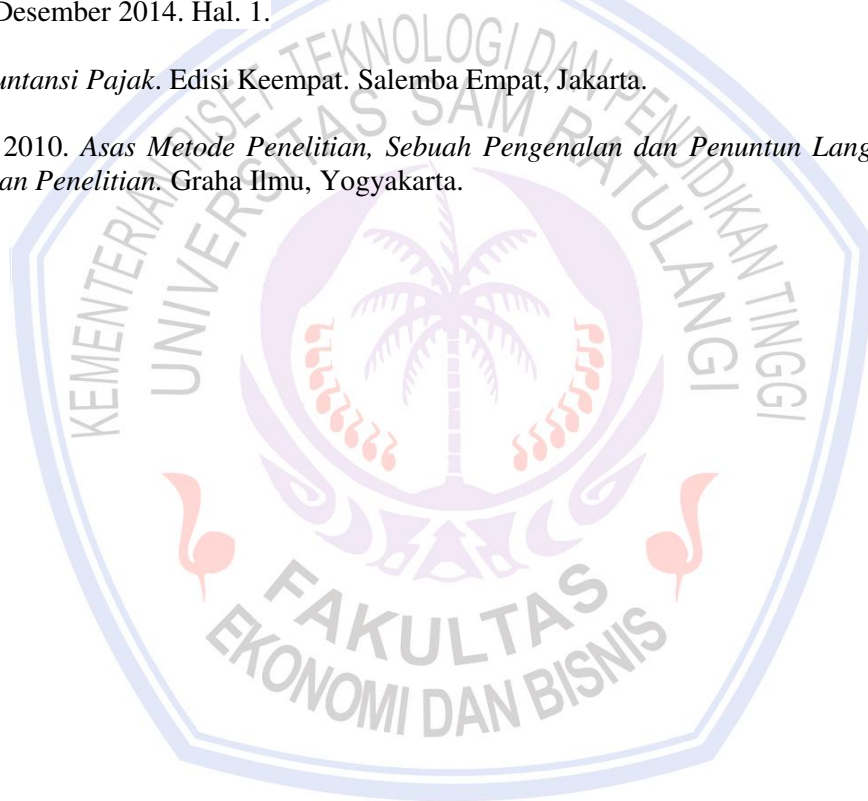 Desember 2014. Hal. 1.
untansi Pajak. Edisi Keempat. Salemba Empat, Jakarta.
2010. Asas Metode Penelitian, Sebuah Pengenalan dan Penuntun Lang
an Penelitian. Graha Ilmu, Yogyakarta.
KEMENTERIAN RISET TEKNOLOGI DAN PENDIDIKAN TINGGI
UNIVERSITAS SAM RATULANGI
FAKULTAS
EKONOMI DAN BISNIS